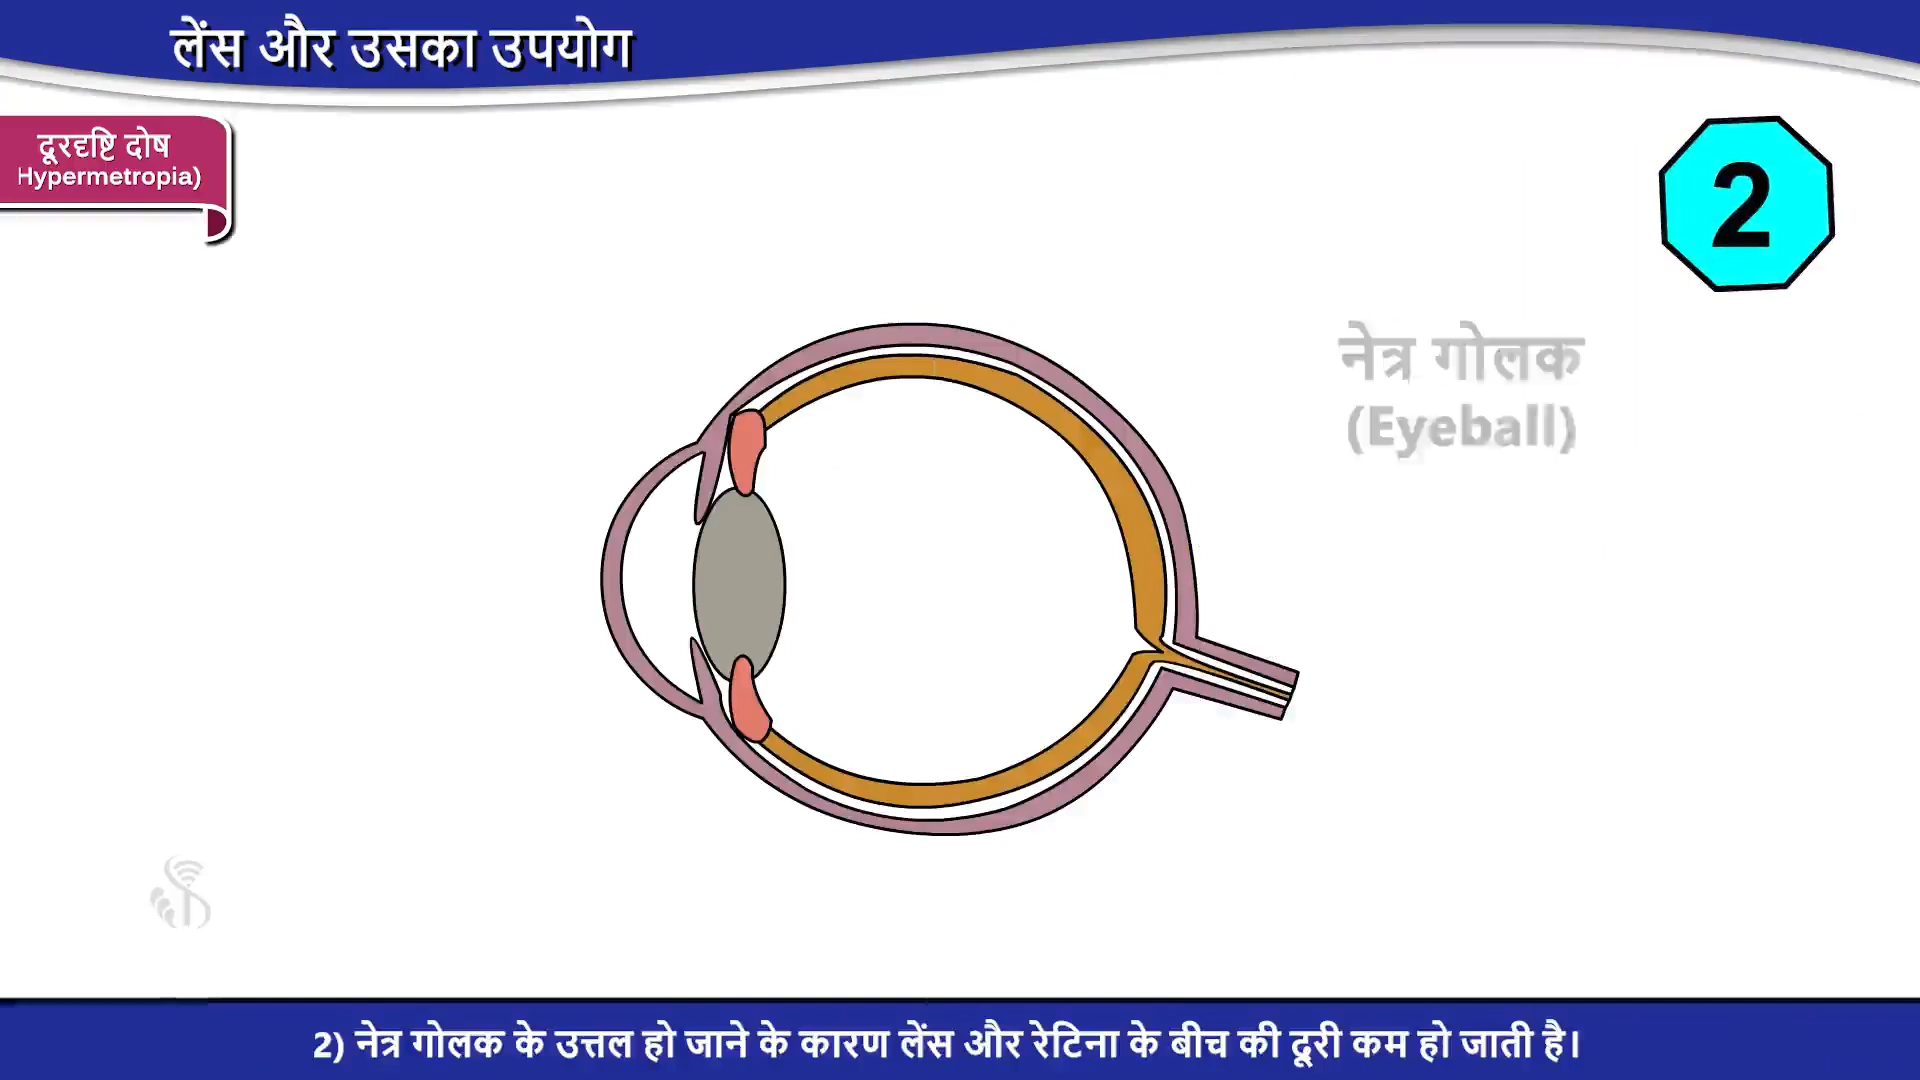 लेंस और उसका उपयोग
दूरदृष्टि दोष
Hypermetropia)
2
नेत्र गोलक
(Eyeball)
2) नेत्र गोलक के उत्तल हो जाने के कारण लेंस और रेटिना के बीच की दूरी कम हो जाती है।